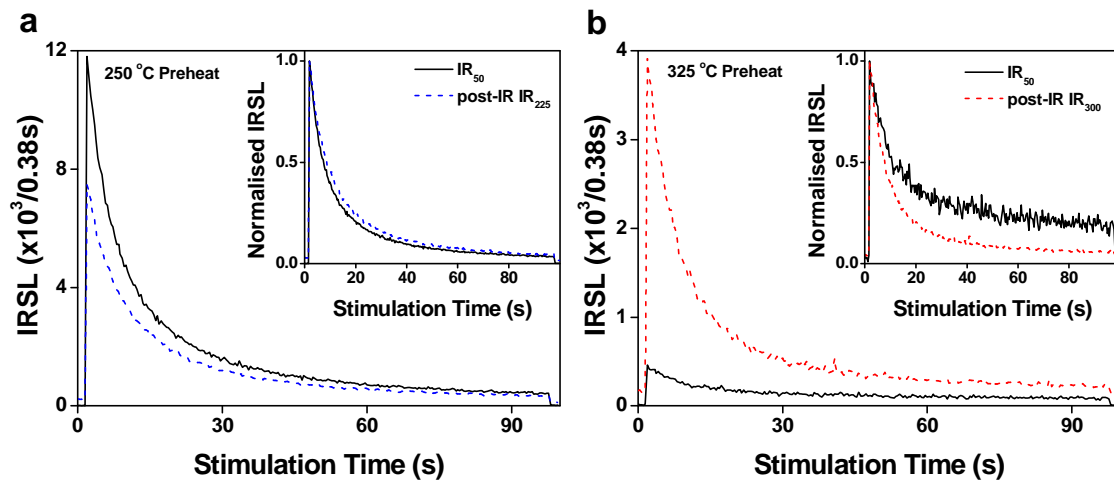 a
250 °C Preheat
IRSL (x10³/0.38s)
12
8
4
0
0
30
60
90
Stimulation Time (s)
IR₅₀
post-IR IR₂₂₅
Normalised IRSL
1.0
0.5
0.0
0
20
40
60
80
Stimulation Time (s)
b
325 °C Preheat
IRSL (x10³/0.38s)
4
3
2
1
0
0
30
60
90
Stimulation Time (s)
IR₅₀
post-IR IR₃₀₀
Normalised IRSL
1.0
0.5
0.0
0
20
40
60
80
Stimulation Time (s)